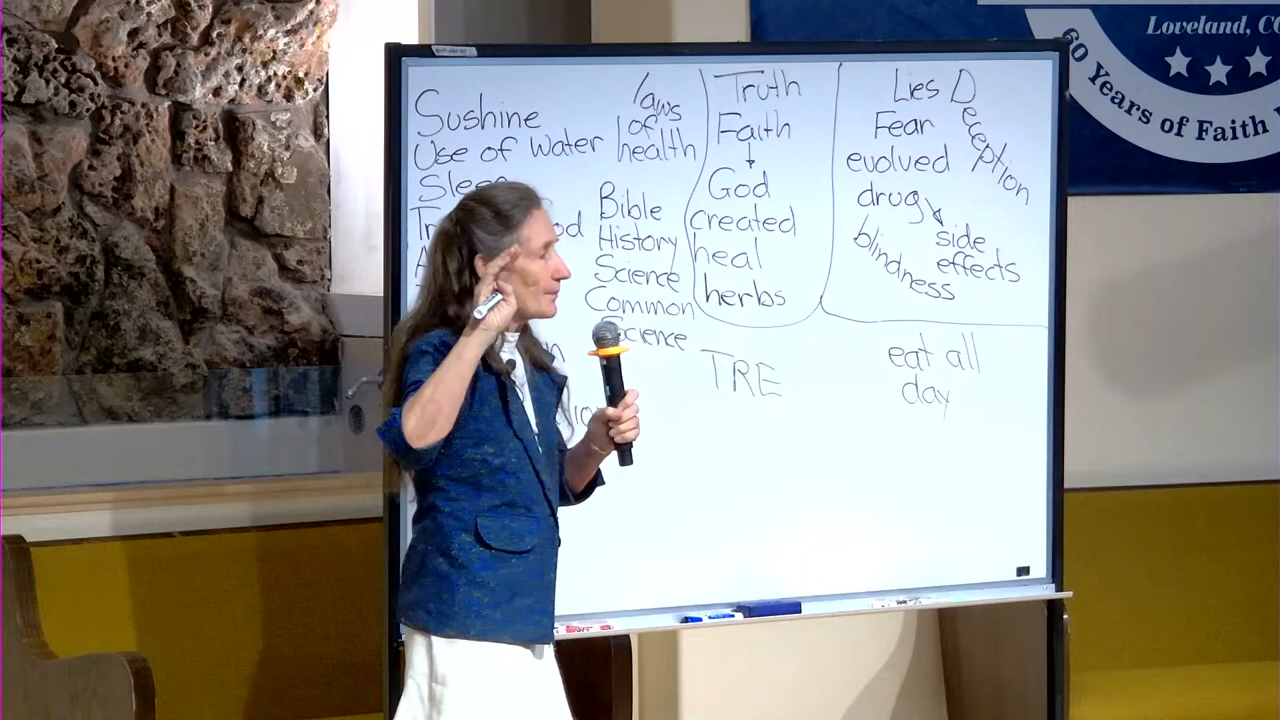 Loveland, CO
60 Years of Faith
Sushine
Use of Water
laws
of
health
Bible
History
Science
Common
Science
Truth
Faith
God
created
heal
herbs
TRE
Lies Deception
Fear
evolved
drug
side
effects
blindness
eat all
day